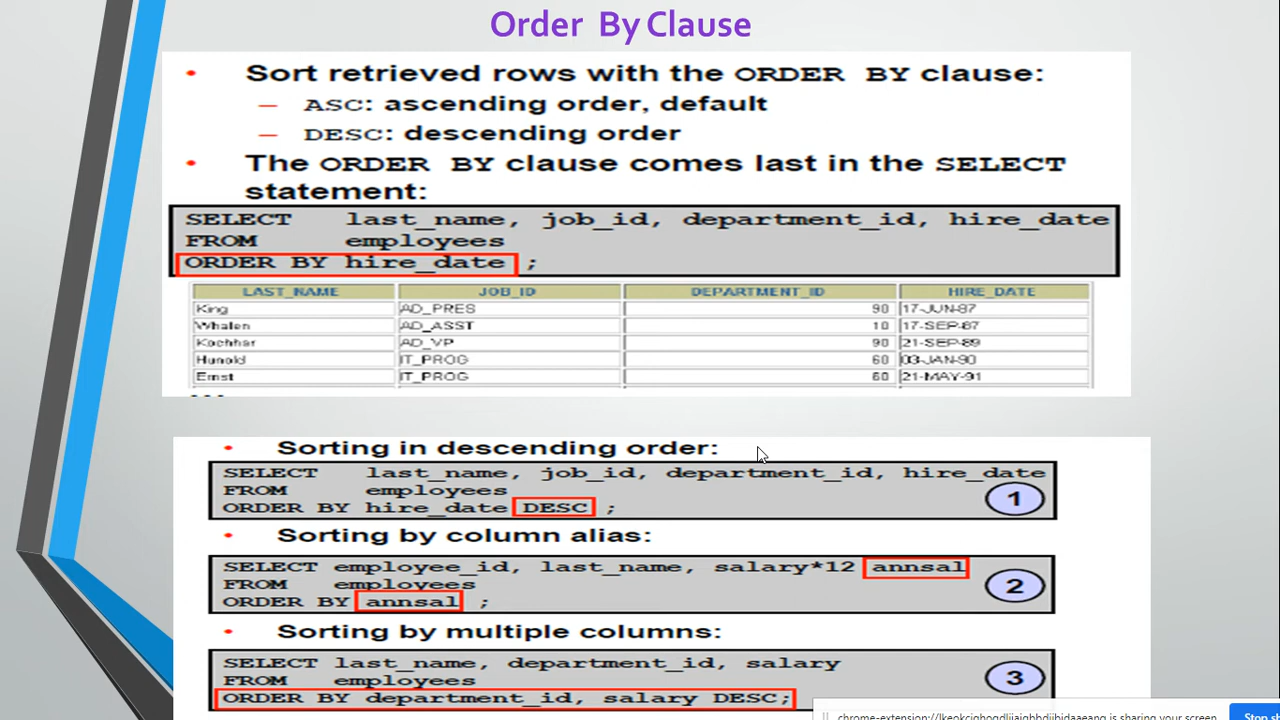 Order By Clause
• Sort retrieved rows with the ORDER BY clause:
– ASC: ascending order, default
– DESC: descending order
• The ORDER BY clause comes last in the SELECT
statement:
SELECT last_name, job_id, department_id, hire_date
FROM employees
ORDER BY hire_date ;
LAST_NAME JOB_ID DEPARTMENT_ID HIRE_DATE
King AD_PRES 90 17-JUN-87
Whalen AD_ASST 10 17-SEP-87
Kochhar AD_VP 90 21-SEP-89
Hunold IT_PROG 60 03-JAN-90
Ernst IT_PROG 60 21-MAY-91
...
• Sorting in descending order:
SELECT last_name, job_id, department_id, hire_date
FROM employees
ORDER BY hire_date DESC ;
1
• Sorting by column alias:
SELECT employee_id, last_name, salary*12 annsal
FROM employees
ORDER BY annsal ;
2
• Sorting by multiple columns:
SELECT last_name, department_id, salary
FROM employees
ORDER BY department_id, salary DESC;
3
is sharing your screen.
Stop